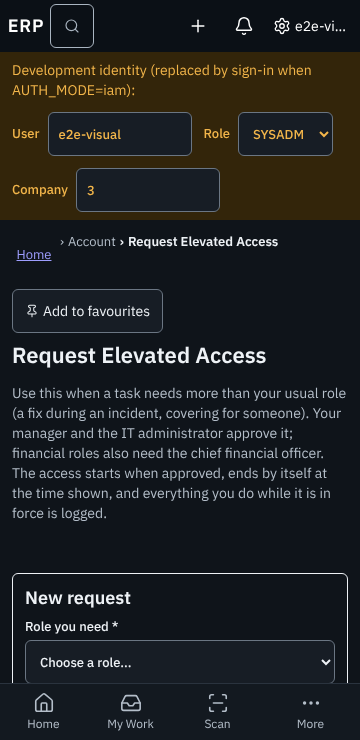 ERP
e2e-vi...
Development identity (replaced by sign-in when
AUTH_MODE=iam):
User e2e-visual Role SYSADM
Company 3
Home › Account › Request Elevated Access
Add to favourites
Request Elevated Access
Use this when a task needs more than your usual role
(a fix during an incident, covering for someone). Your
manager and the IT administrator approve it;
financial roles also need the chief financial officer.
The access starts when approved, ends by itself at
the time shown, and everything you do while it is in
force is logged.
New request
Role you need *
Choose a role...
Home My Work Scan More